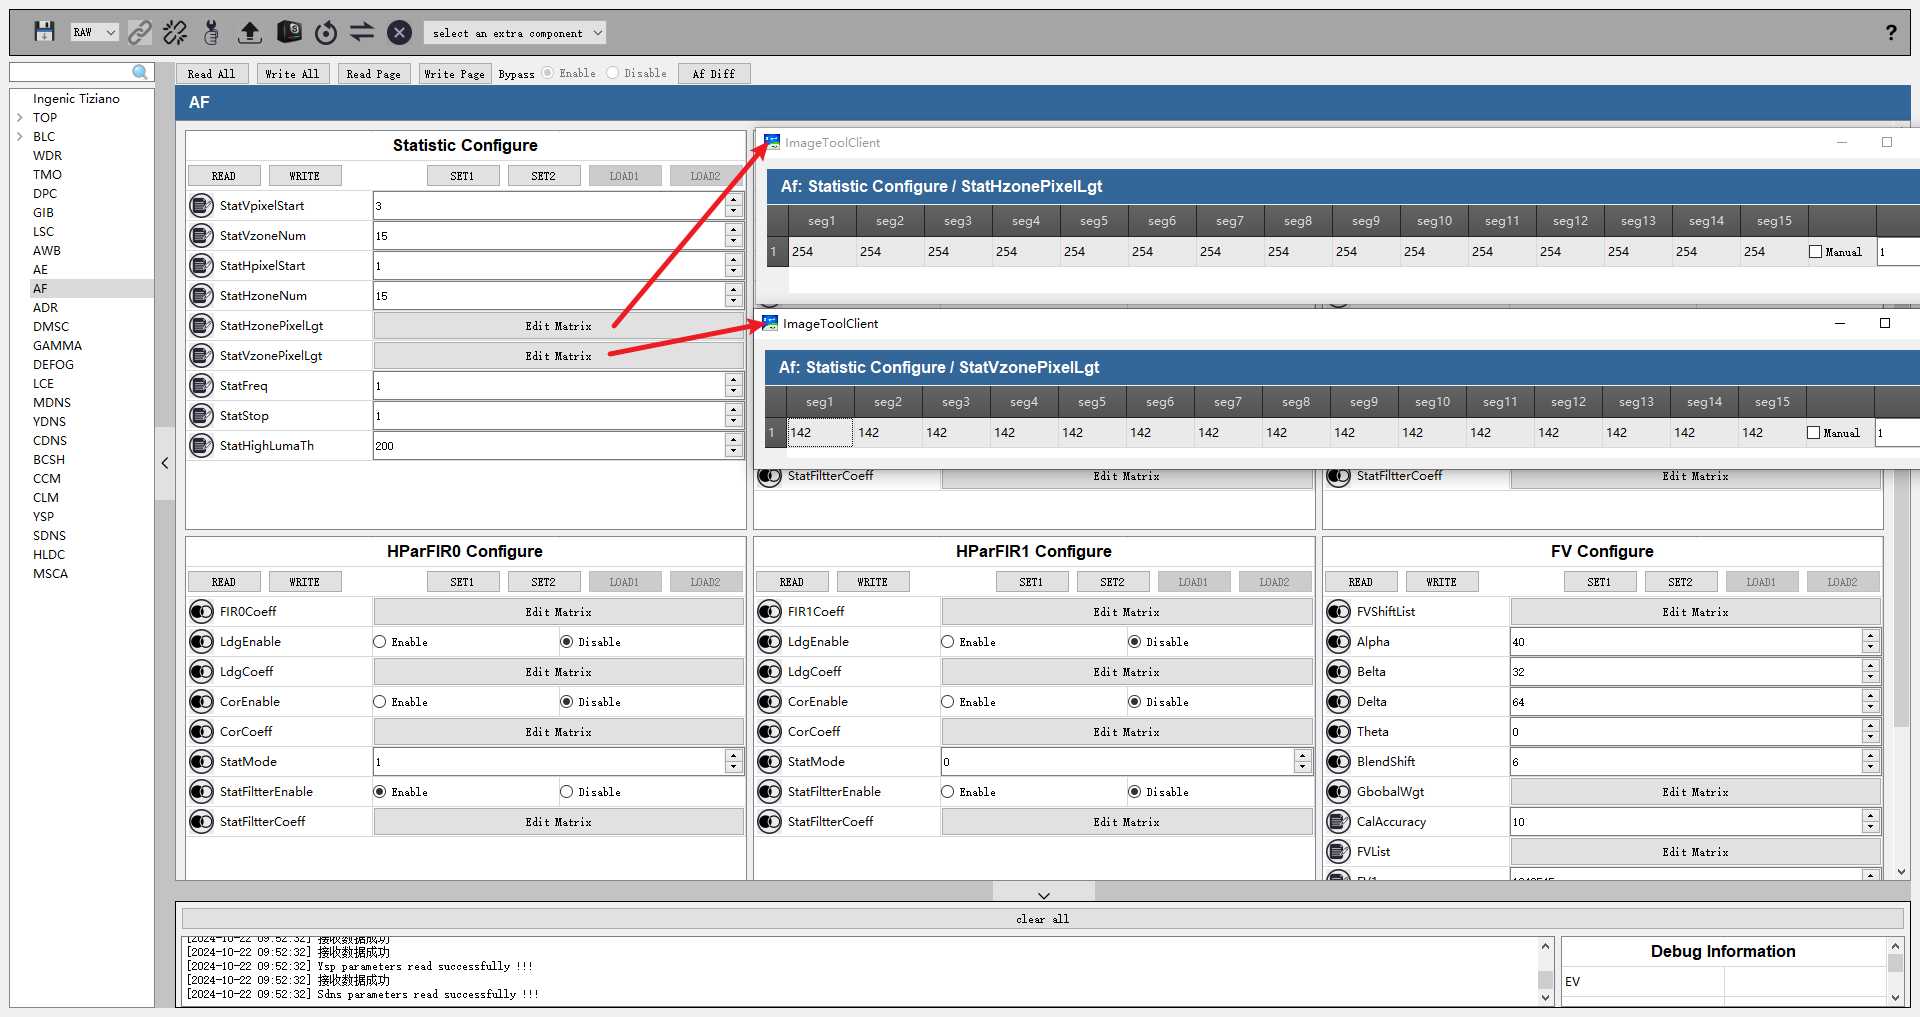 RAW
select an extra component
?
Read All
Write All
Read Page
Write Page
Bypass
Enable
Disable
Af Diff
Ingenic Tiziano
TOP
BLC
WDR
TMO
DPC
GIB
LSC
AWB
AE
AF
ADR
DMSC
GAMMA
DEFOG
LCE
MDNS
YDNS
CDNS
BCSH
CCM
CLM
YSP
SDNS
HLDC
MSCA
AF
Statistic Configure
READ WRITE SET1 SET2 LOAD1 LOAD2
StatVpixelStart 3
StatVzoneNum 15
StatHpixelStart 1
StatHzoneNum 15
StatHzonePixelLgt Edit Matrix
StatVzonePixelLgt Edit Matrix
StatFreq 1
StatStop 1
StatHighLumaTh 200
ImageToolClient
Af: Statistic Configure / StatHzonePixelLgt
seg1 seg2 seg3 seg4 seg5 seg6 seg7 seg8 seg9 seg10 seg11 seg12 seg13 seg14 seg15
1 254 254 254 254 254 254 254 254 254 254 254 254 254 254 254 Manual 1
ImageToolClient
Af: Statistic Configure / StatVzonePixelLgt
seg1 seg2 seg3 seg4 seg5 seg6 seg7 seg8 seg9 seg10 seg11 seg12 seg13 seg14 seg15
1 142 142 142 142 142 142 142 142 142 142 142 142 142 142 142 Manual 1
StatFiltterCoeff Edit Matrix
StatFiltterCoeff Edit Matrix
HParFIR0 Configure
READ WRITE SET1 SET2 LOAD1 LOAD2
FIR0Coeff Edit Matrix
LdgEnable Enable Disable
LdgCoeff Edit Matrix
CorEnable Enable Disable
CorCoeff Edit Matrix
StatMode 1
StatFiltterEnable Enable Disable
StatFiltterCoeff Edit Matrix
HParFIR1 Configure
READ WRITE SET1 SET2 LOAD1 LOAD2
FIR1Coeff Edit Matrix
LdgEnable Enable Disable
LdgCoeff Edit Matrix
CorEnable Enable Disable
CorCoeff Edit Matrix
StatMode 0
StatFiltterEnable Enable Disable
StatFiltterCoeff Edit Matrix
FV Configure
READ WRITE SET1 SET2 LOAD1 LOAD2
FVShiftList Edit Matrix
Alpha 40
Belta 32
Delta 64
Theta 0
BlendShift 6
GbobalWgt Edit Matrix
CalAccuracy 10
FVList Edit Matrix
clear all
[2024-10-22 09:52:32] 接收数据成功
[2024-10-22 09:52:32] 接收数据成功
[2024-10-22 09:52:32] Ysp parameters read successfully !!!
[2024-10-22 09:52:32] 接收数据成功
[2024-10-22 09:52:32] Sdns parameters read successfully !!!
Debug Information
EV